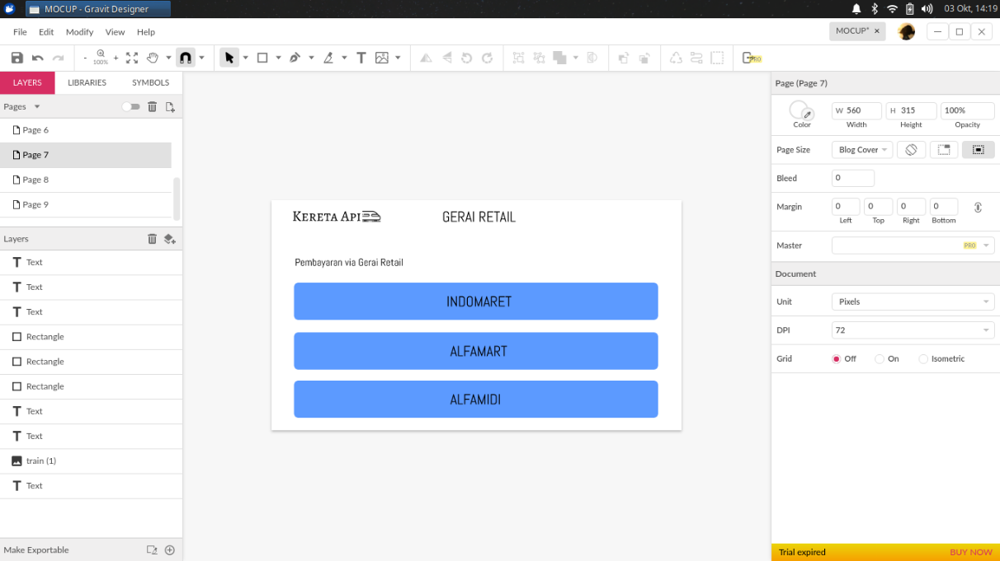 MOCUP - Gravit Designer
03 Okt, 14:19
File Edit Modify View Help
MOCUP* ×
- 100% +
PRO
LAYERS LIBRARIES SYMBOLS
Pages
Page 6
Page 7
Page 8
Page 9
Layers
Text
Text
Text
Rectangle
Rectangle
Rectangle
Text
Text
train (1)
Text
Make Exportable
KERETA API
GERAI RETAIL
Pembayaran via Gerai Retail
INDOMARET
ALFAMART
ALFAMIDI
Page (Page 7)
W 560 H 315 100%
Color Width Height Opacity
Page Size Blog Cover
Bleed 0
Margin 0 0 0 0
Left Top Right Bottom
Master PRO
Document
Unit Pixels
DPI 72
Grid Off On Isometric
Trial expired BUY NOW